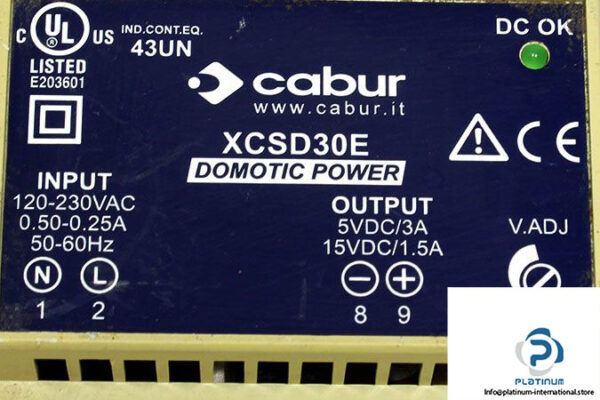 C UL US
LISTED
E203601
IND.CONT.EQ.
43UN
DC OK
cabur
www.cabur.it
XCSD30E
DOMOTIC POWER
CE
INPUT
120-230VAC
0.50-0.25A
50-60Hz
N L
1 2
OUTPUT
5VDC/3A
15VDC/1.5A
− +
8 9
V.ADJ
P
PLATINUM
Info@platinum-international.store